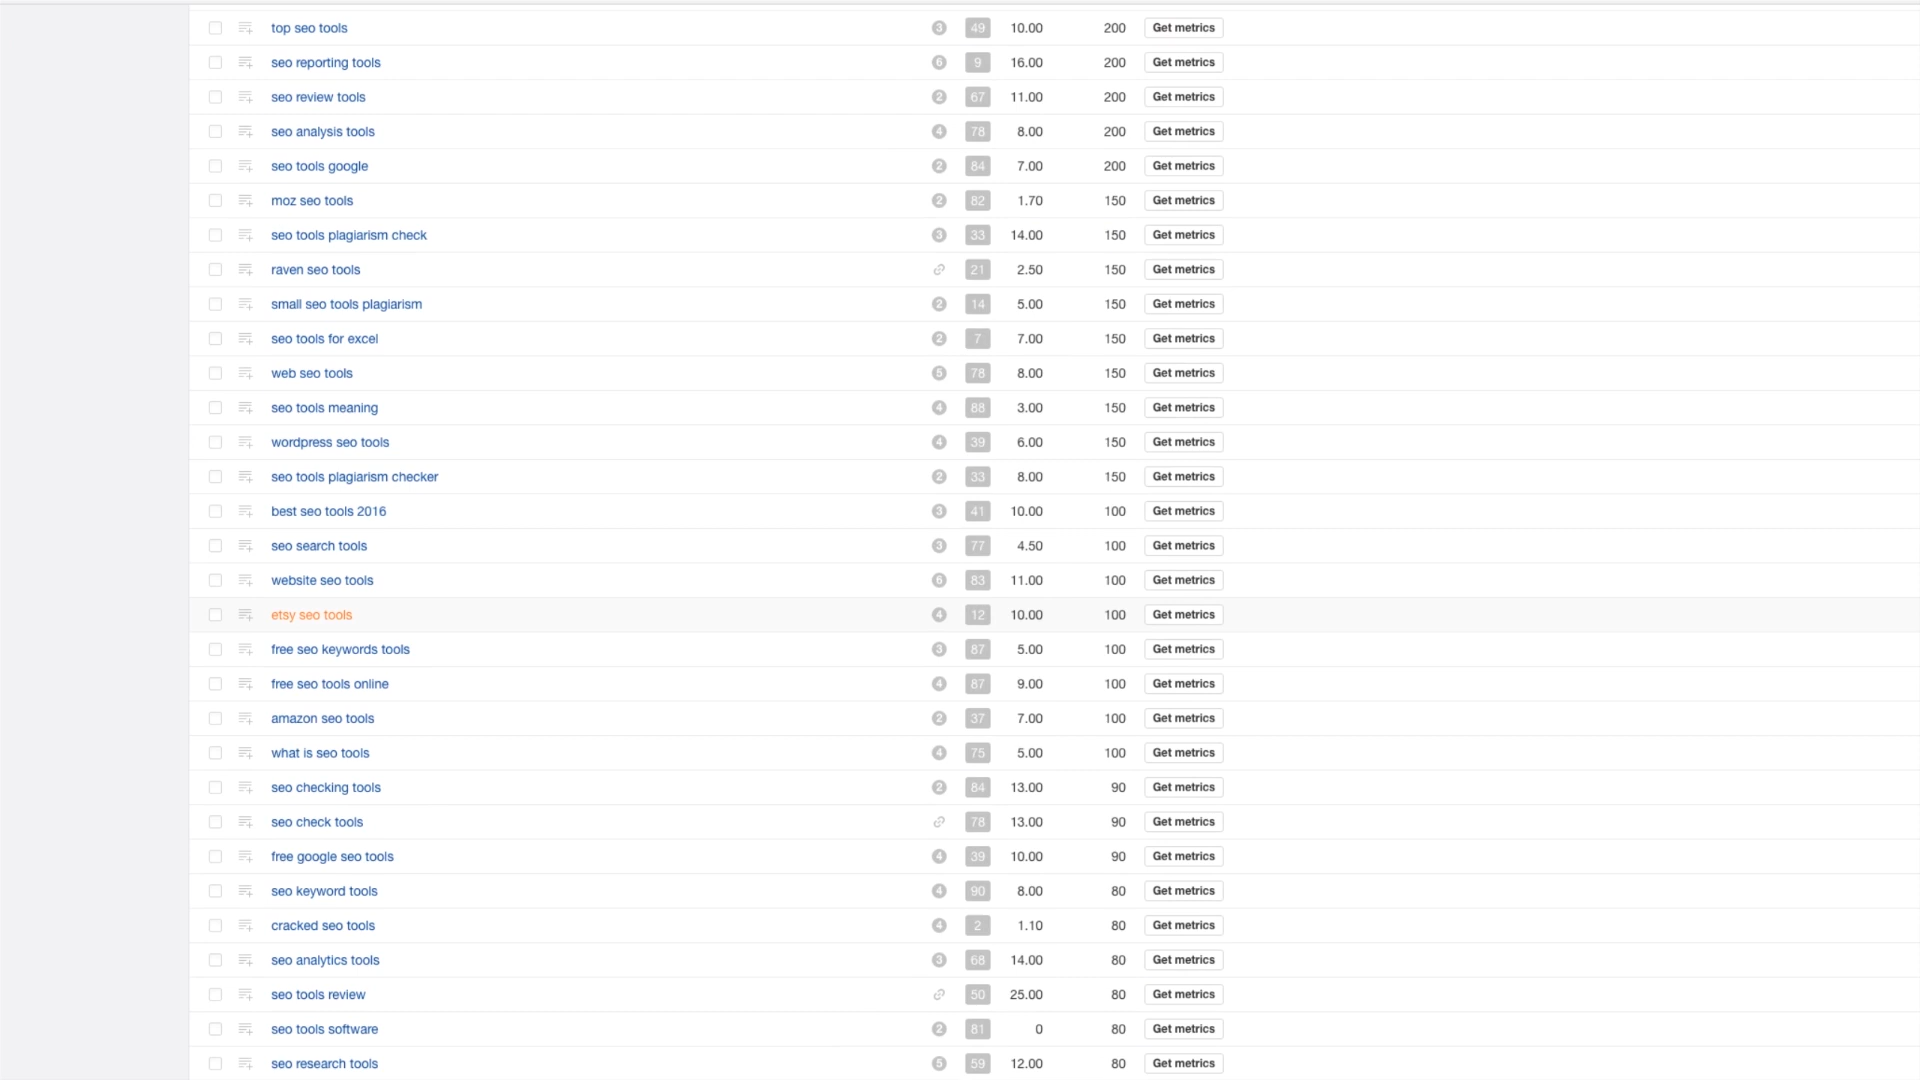 top seo tools 3 49 10.00 200 Get metrics
seo reporting tools 6 9 16.00 200 Get metrics
seo review tools 2 67 11.00 200 Get metrics
seo analysis tools 4 78 8.00 200 Get metrics
seo tools google 2 84 7.00 200 Get metrics
moz seo tools 2 82 1.70 150 Get metrics
seo tools plagiarism check 3 33 14.00 150 Get metrics
raven seo tools 21 2.50 150 Get metrics
small seo tools plagiarism 2 14 5.00 150 Get metrics
seo tools for excel 2 7 7.00 150 Get metrics
web seo tools 5 78 8.00 150 Get metrics
seo tools meaning 4 88 3.00 150 Get metrics
wordpress seo tools 4 39 6.00 150 Get metrics
seo tools plagiarism checker 2 33 8.00 150 Get metrics
best seo tools 2016 3 41 10.00 100 Get metrics
seo search tools 3 77 4.50 100 Get metrics
website seo tools 6 83 11.00 100 Get metrics
etsy seo tools 4 12 10.00 100 Get metrics
free seo keywords tools 3 87 5.00 100 Get metrics
free seo tools online 4 87 9.00 100 Get metrics
amazon seo tools 2 37 7.00 100 Get metrics
what is seo tools 4 75 5.00 100 Get metrics
seo checking tools 2 84 13.00 90 Get metrics
seo check tools 78 13.00 90 Get metrics
free google seo tools 4 39 10.00 90 Get metrics
seo keyword tools 4 90 8.00 80 Get metrics
cracked seo tools 4 2 1.10 80 Get metrics
seo analytics tools 3 68 14.00 80 Get metrics
seo tools review 50 25.00 80 Get metrics
seo tools software 2 81 0 80 Get metrics
seo research tools 5 59 12.00 80 Get metrics